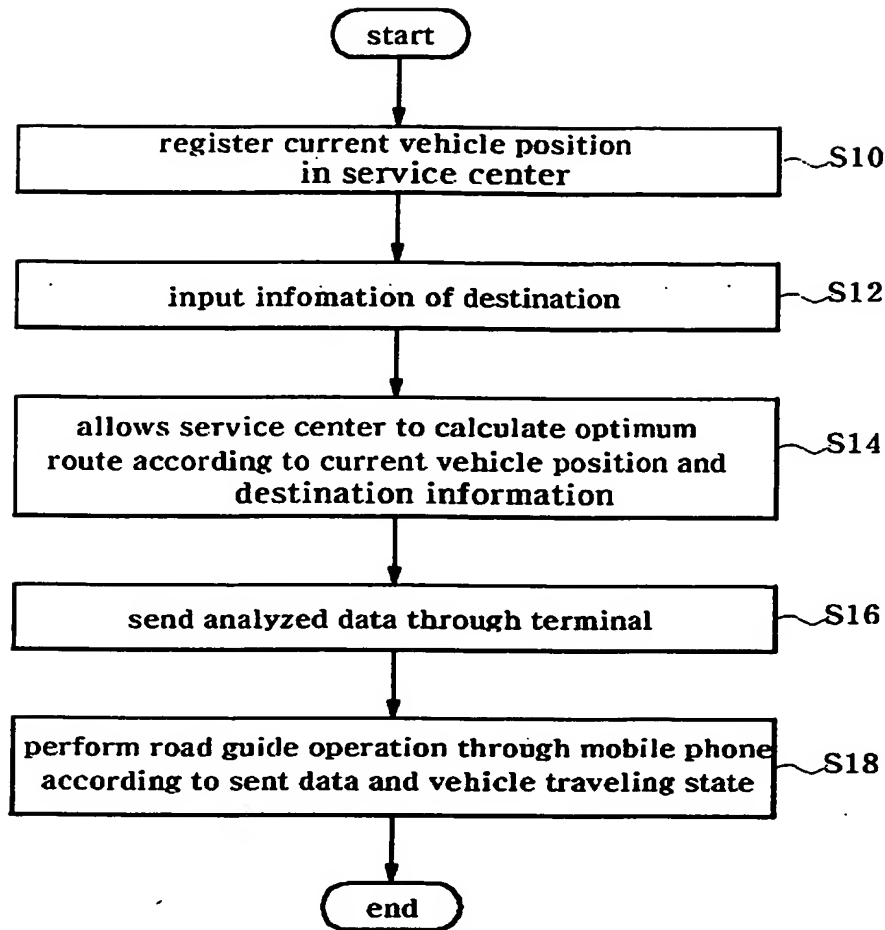 start
register current vehicle position
in service center
S10
input infomation of destination
S12
allows service center to calculate optimum
route according to current vehicle position and
destination information
S14
send analyzed data through terminal
S16
perform road guide operation through mobile phone
according to sent data and vehicle traveling state
S18
end